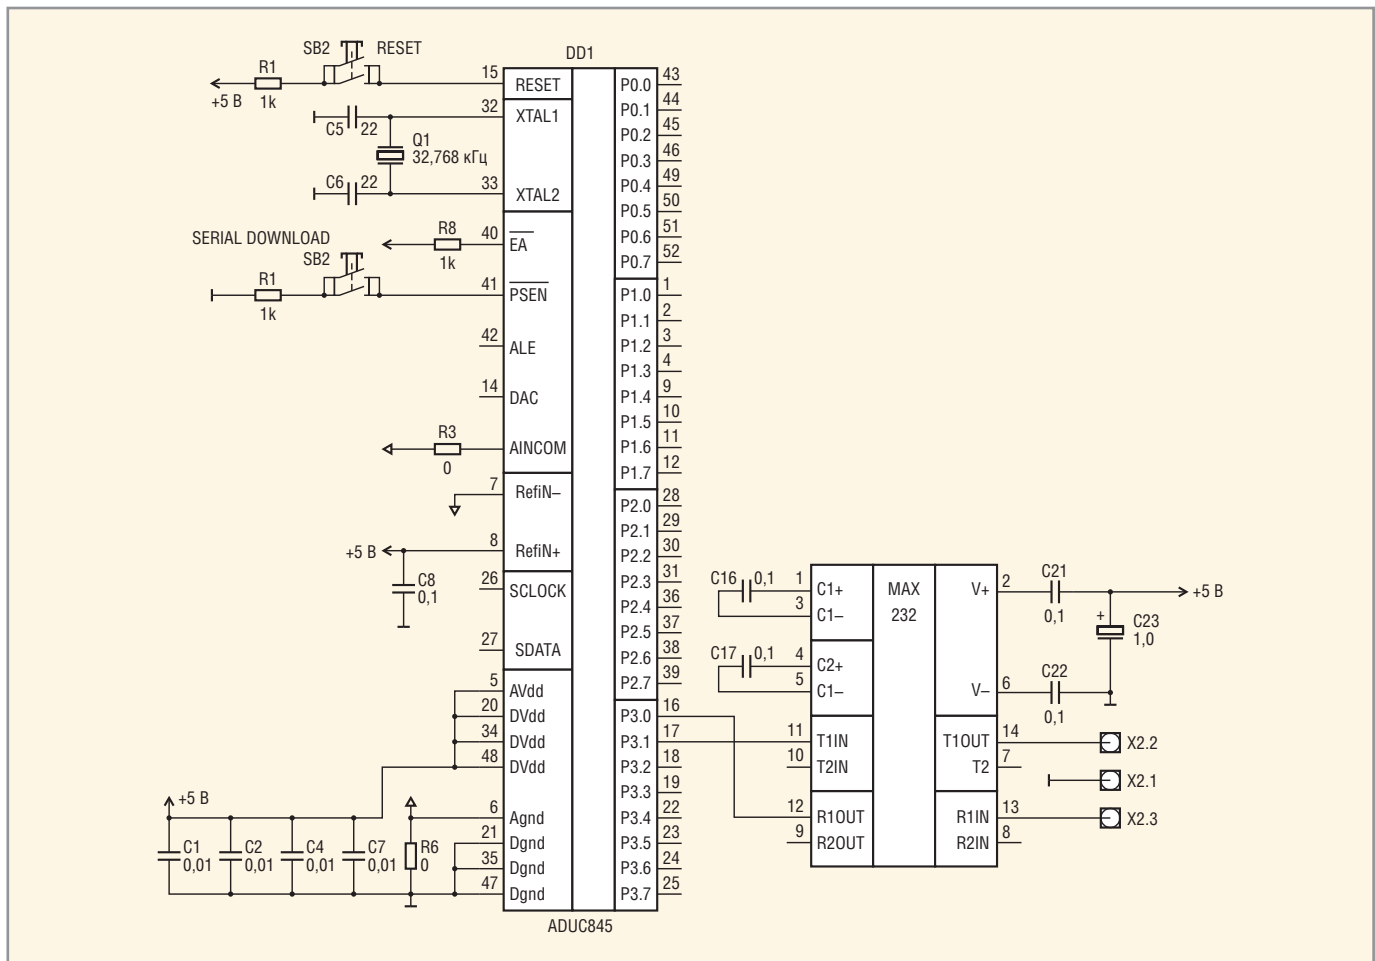 SB2 RESET
DD1
R1
+5 В
1k
15
RESET
32
XTAL1
C5 22
Q1
32,768 кГц
C6 22
33
XTAL2
R8
1k
40
EA
SERIAL DOWNLOAD
SB2
R1
1k
41
PSEN
42
ALE
14
DAC
R3
0
AINCOM
7
RefiN–
+5 В
8
RefiN+
C8
0,1
26
SCLOCK
27
SDATA
5
AVdd
20
DVdd
34
DVdd
48
DVdd
+5 В
6
Agnd
21
Dgnd
35
Dgnd
47
Dgnd
C1
0,01
C2
0,01
C4
0,01
C7
0,01
R6
0
ADUC845
P0.0 43
P0.1 44
P0.2 45
P0.3 46
P0.4 49
P0.5 50
P0.6 51
P0.7 52
P1.0 1
P1.1 2
P1.2 3
P1.3 4
P1.4 9
P1.5 10
P1.6 11
P1.7 12
P2.0 28
P2.1 29
P2.2 30
P2.3 31
P2.4 36
P2.5 37
P2.6 38
P2.7 39
P3.0 16
P3.1 17
P3.2 18
P3.3 19
P3.4 22
P3.5 23
P3.6 24
P3.7 25
C16 0,1
1
C1+
3
C1–
C17 0,1
4
C2+
5
C1–
11
T1IN
10
T2IN
12
R1OUT
9
R2OUT
MAX
232
V+
2
C21
0,1
+5 В
+
C23
1,0
V–
6
C22
0,1
T1OUT
14
X2.2
T2
7
X2.1
R1IN
13
X2.3
R2IN
8